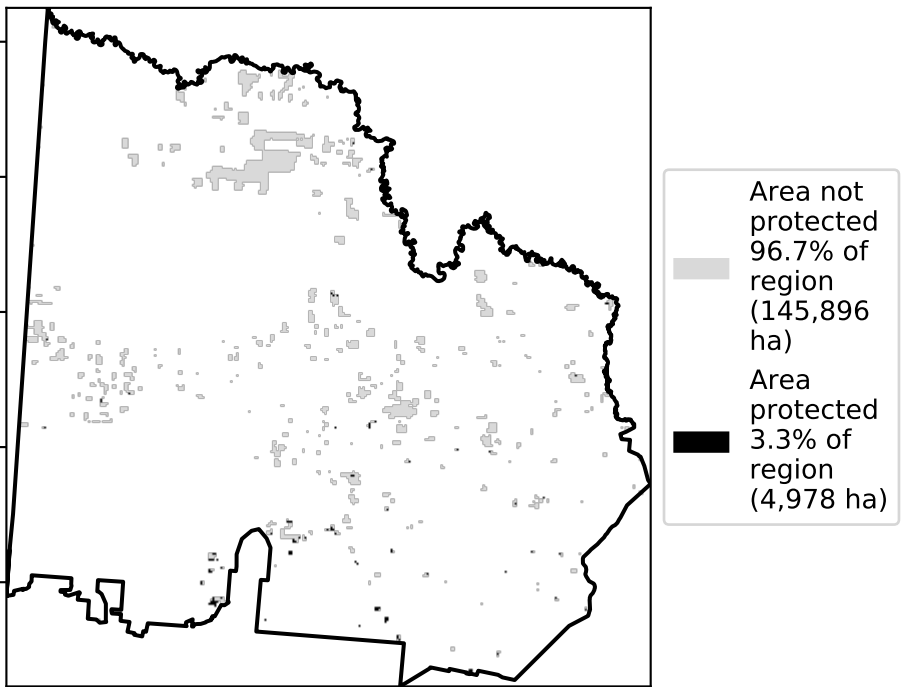 Area not
protected
96.7% of
region
(145,896
ha)
Area
protected
3.3% of
region
(4,978 ha)